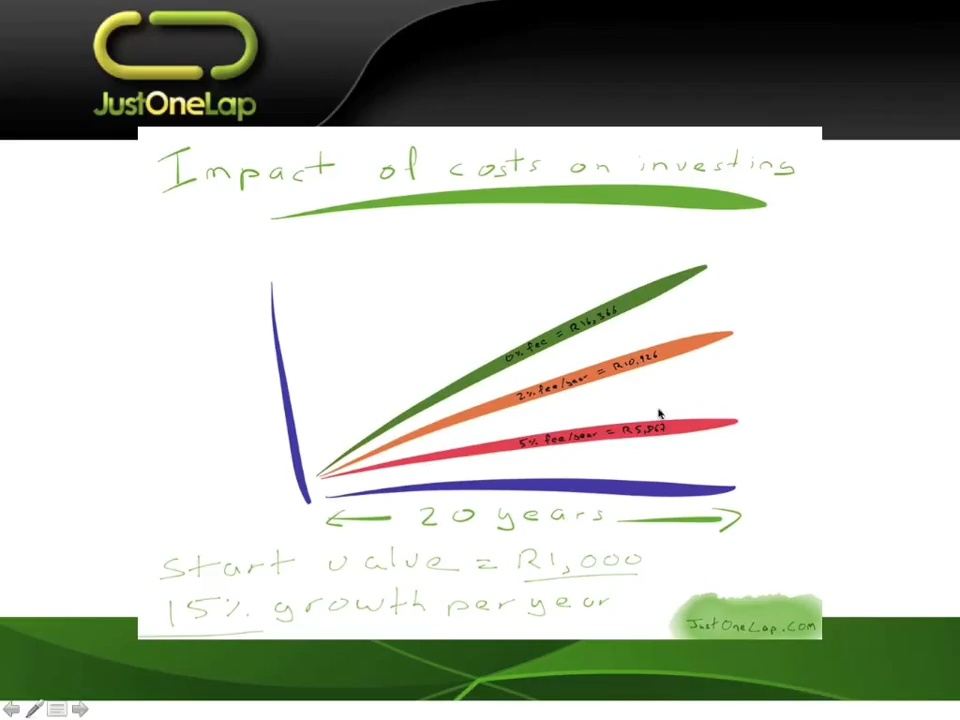 JustOneLap
Impact of costs on investing
0% fee = R16,366
2% fee/year = R10,926
5% fee/year = R5,867
20 years
Start value = R1,000
15% growth per year
JustOneLap.com